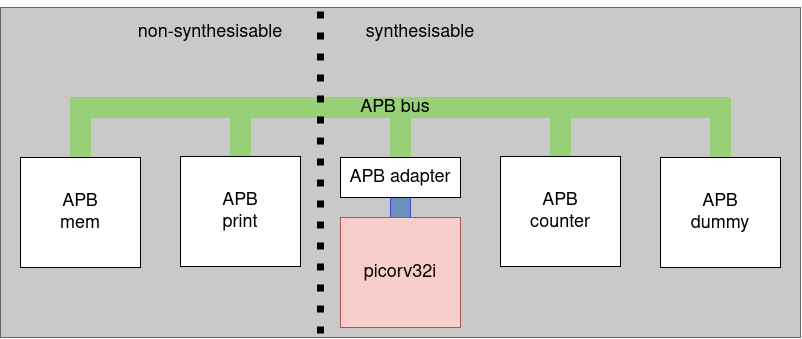 non-synthesisable
synthesisable
APB bus
APB
mem
APB
print
APB adapter
picorv32i
APB
counter
APB
dummy